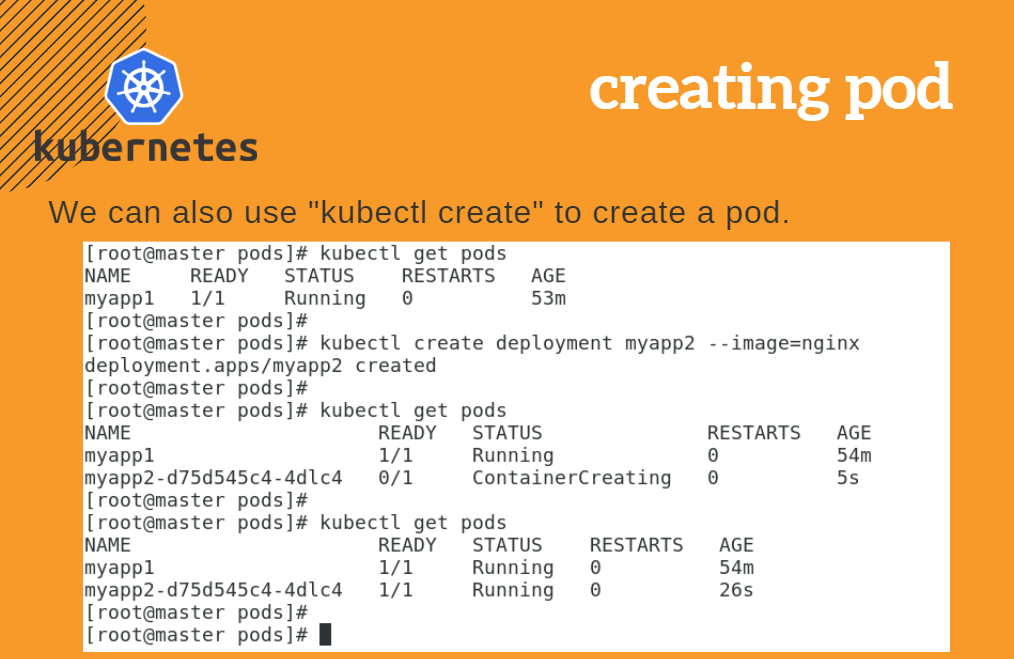 creating pod
kubernetes
We can also use "kubectl create" to create a pod.
[root@master pods]# kubectl get pods
NAME     READY   STATUS    RESTARTS   AGE
myapp1   1/1     Running   0          53m
[root@master pods]#
[root@master pods]# kubectl create deployment myapp2 --image=nginx
deployment.apps/myapp2 created
[root@master pods]#
[root@master pods]# kubectl get pods
NAME                     READY   STATUS              RESTARTS   AGE
myapp1                   1/1     Running             0          54m
myapp2-d75d545c4-4dlc4   0/1     ContainerCreating   0          5s
[root@master pods]#
[root@master pods]# kubectl get pods
NAME                     READY   STATUS    RESTARTS   AGE
myapp1                   1/1     Running   0          54m
myapp2-d75d545c4-4dlc4   1/1     Running   0          26s
[root@master pods]#
[root@master pods]#